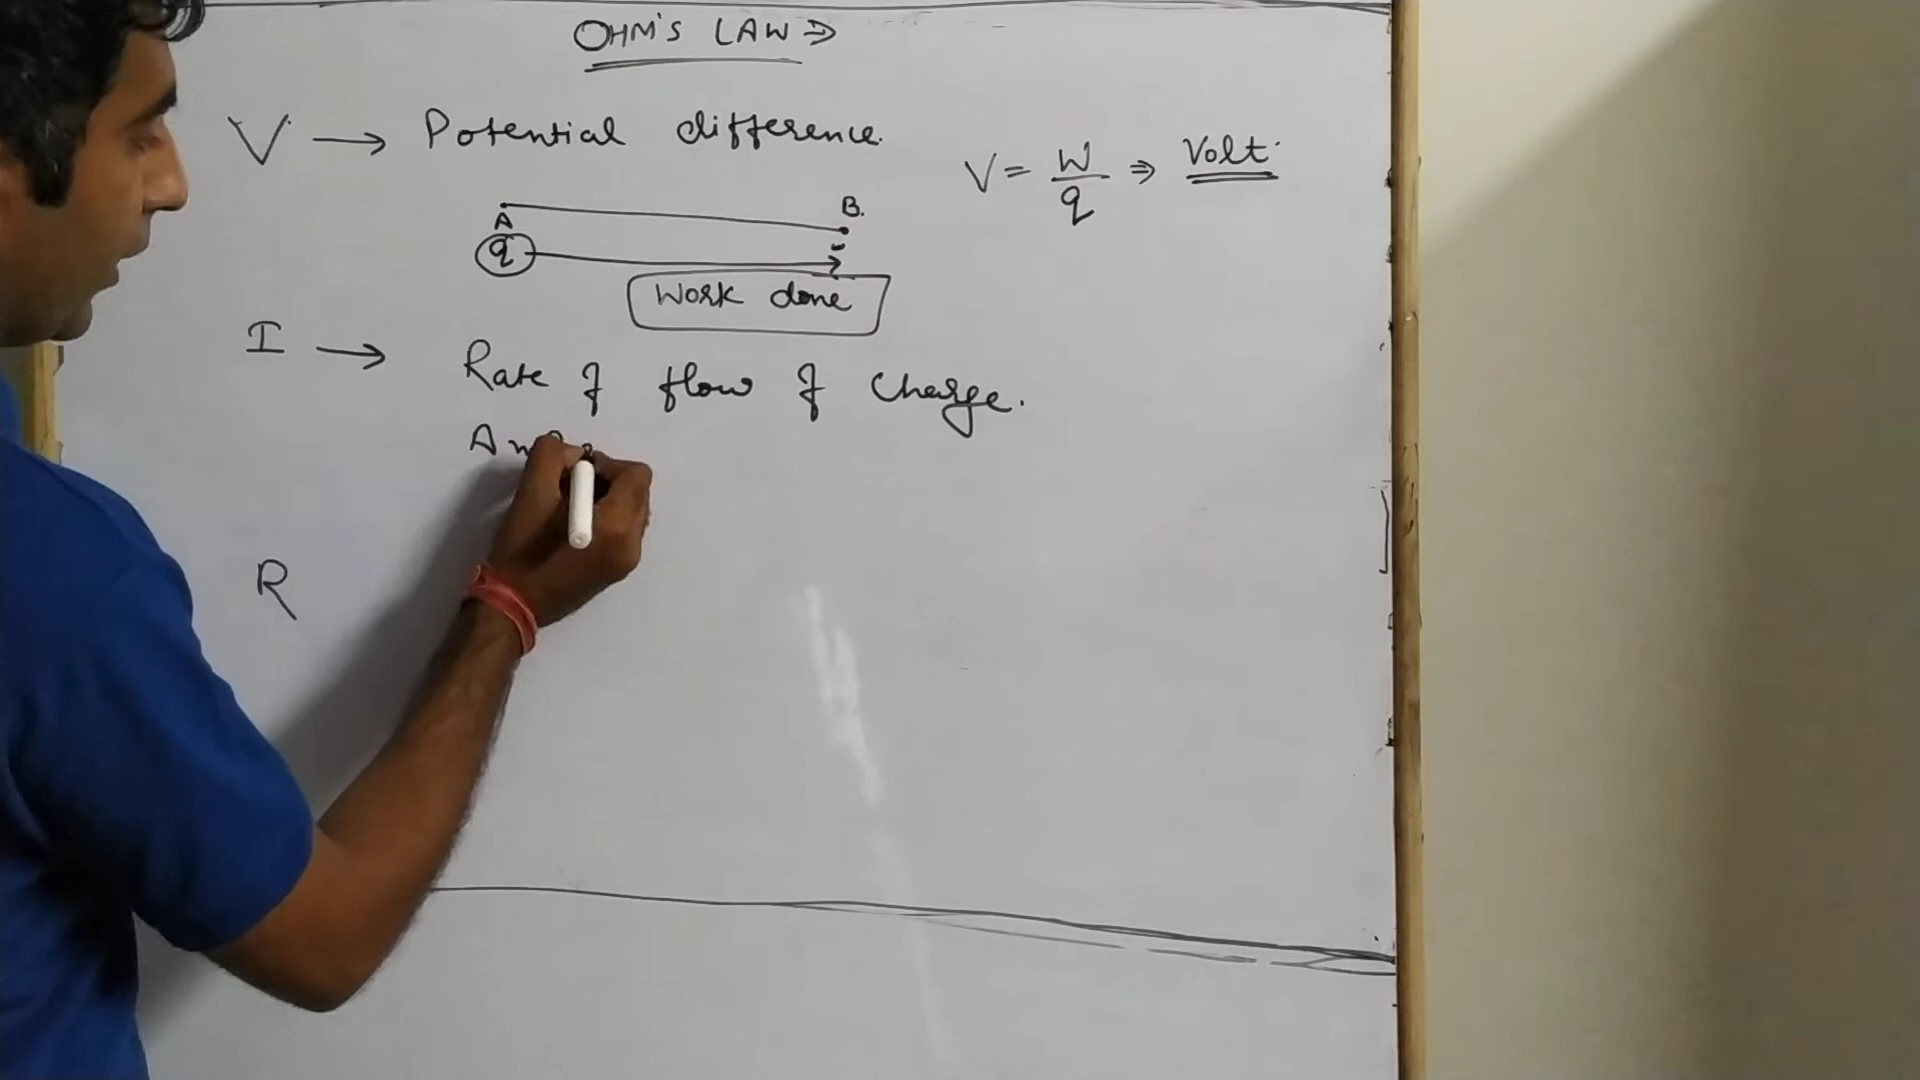 OHM'S LAW ⇒
V → Potential difference.
V = W/q ⇒ Volt.
A B.
q
Work done
I → Rate of flow of charge.
R